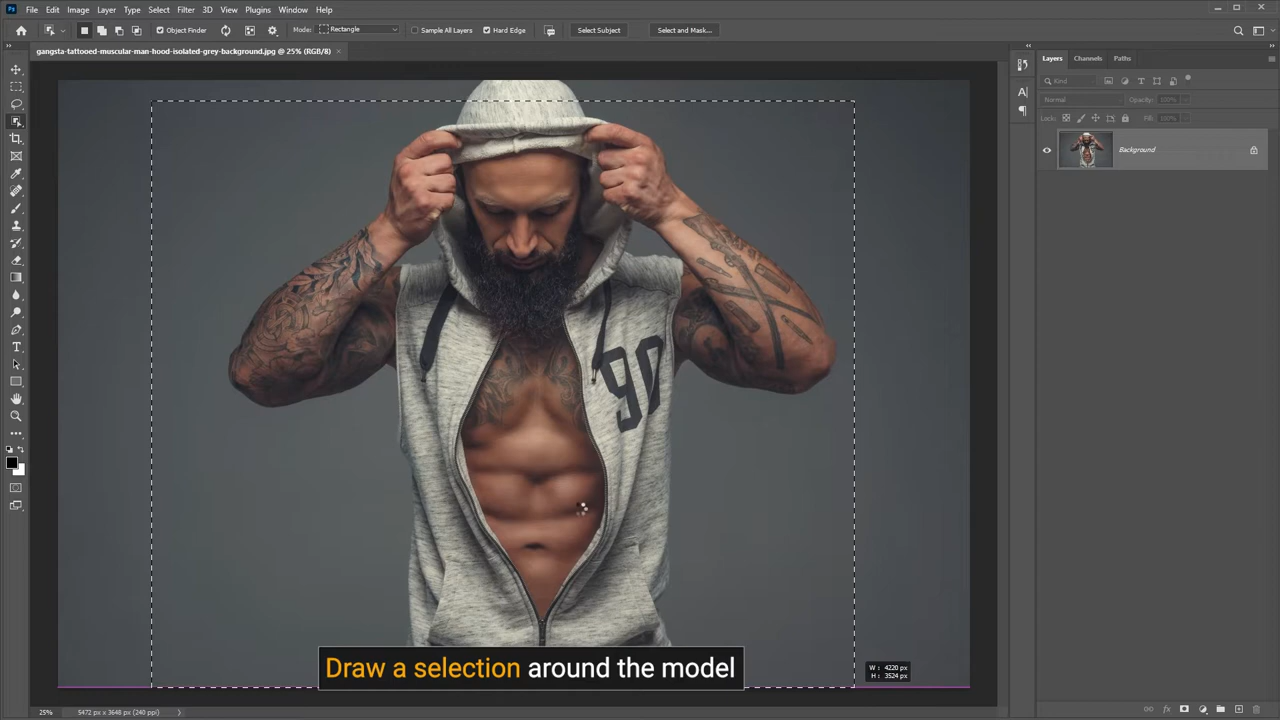 Ps File Edit Image Layer Type Select Filter 3D View Plugins Window Help
Object Finder Mode: Rectangle Sample All Layers Hard Edge Select Subject Select and Mask...
gangsta-tattooed-muscular-man-hood-isolated-grey-background.jpg @ 25% (RGB/8) ×
Layers Channels Paths
Kind
Normal Opacity: 100%
Lock: Fill: 100%
Background
90
Draw a selection around the model
W: 4220 px
H: 3524 px
25% 5472 px x 3648 px (240 ppi)